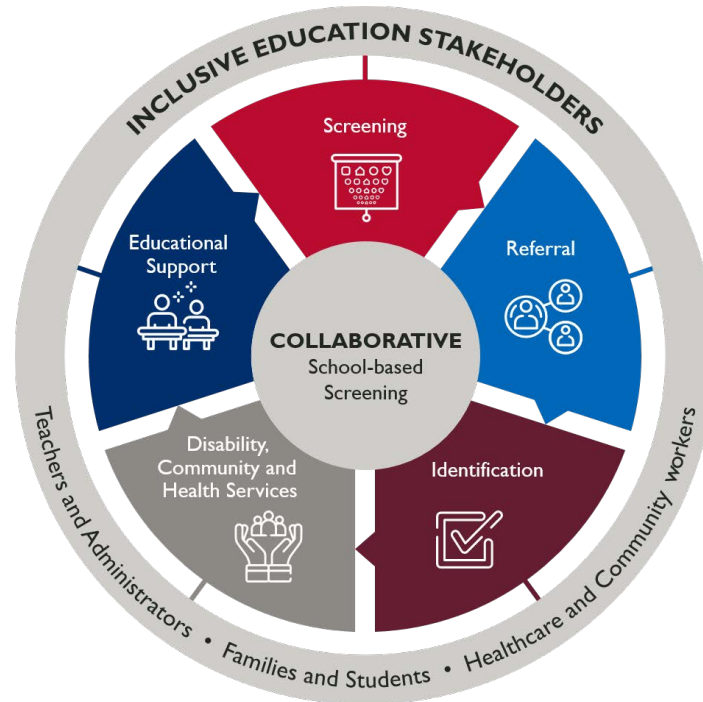 INCLUSIVE EDUCATION STAKEHOLDERS
Screening
Referral
Identification
Disability,
Community and
Health Services
Educational
Support
COLLABORATIVE
School-based
Screening
Teachers and Administrators • Families and Students • Healthcare and Community workers